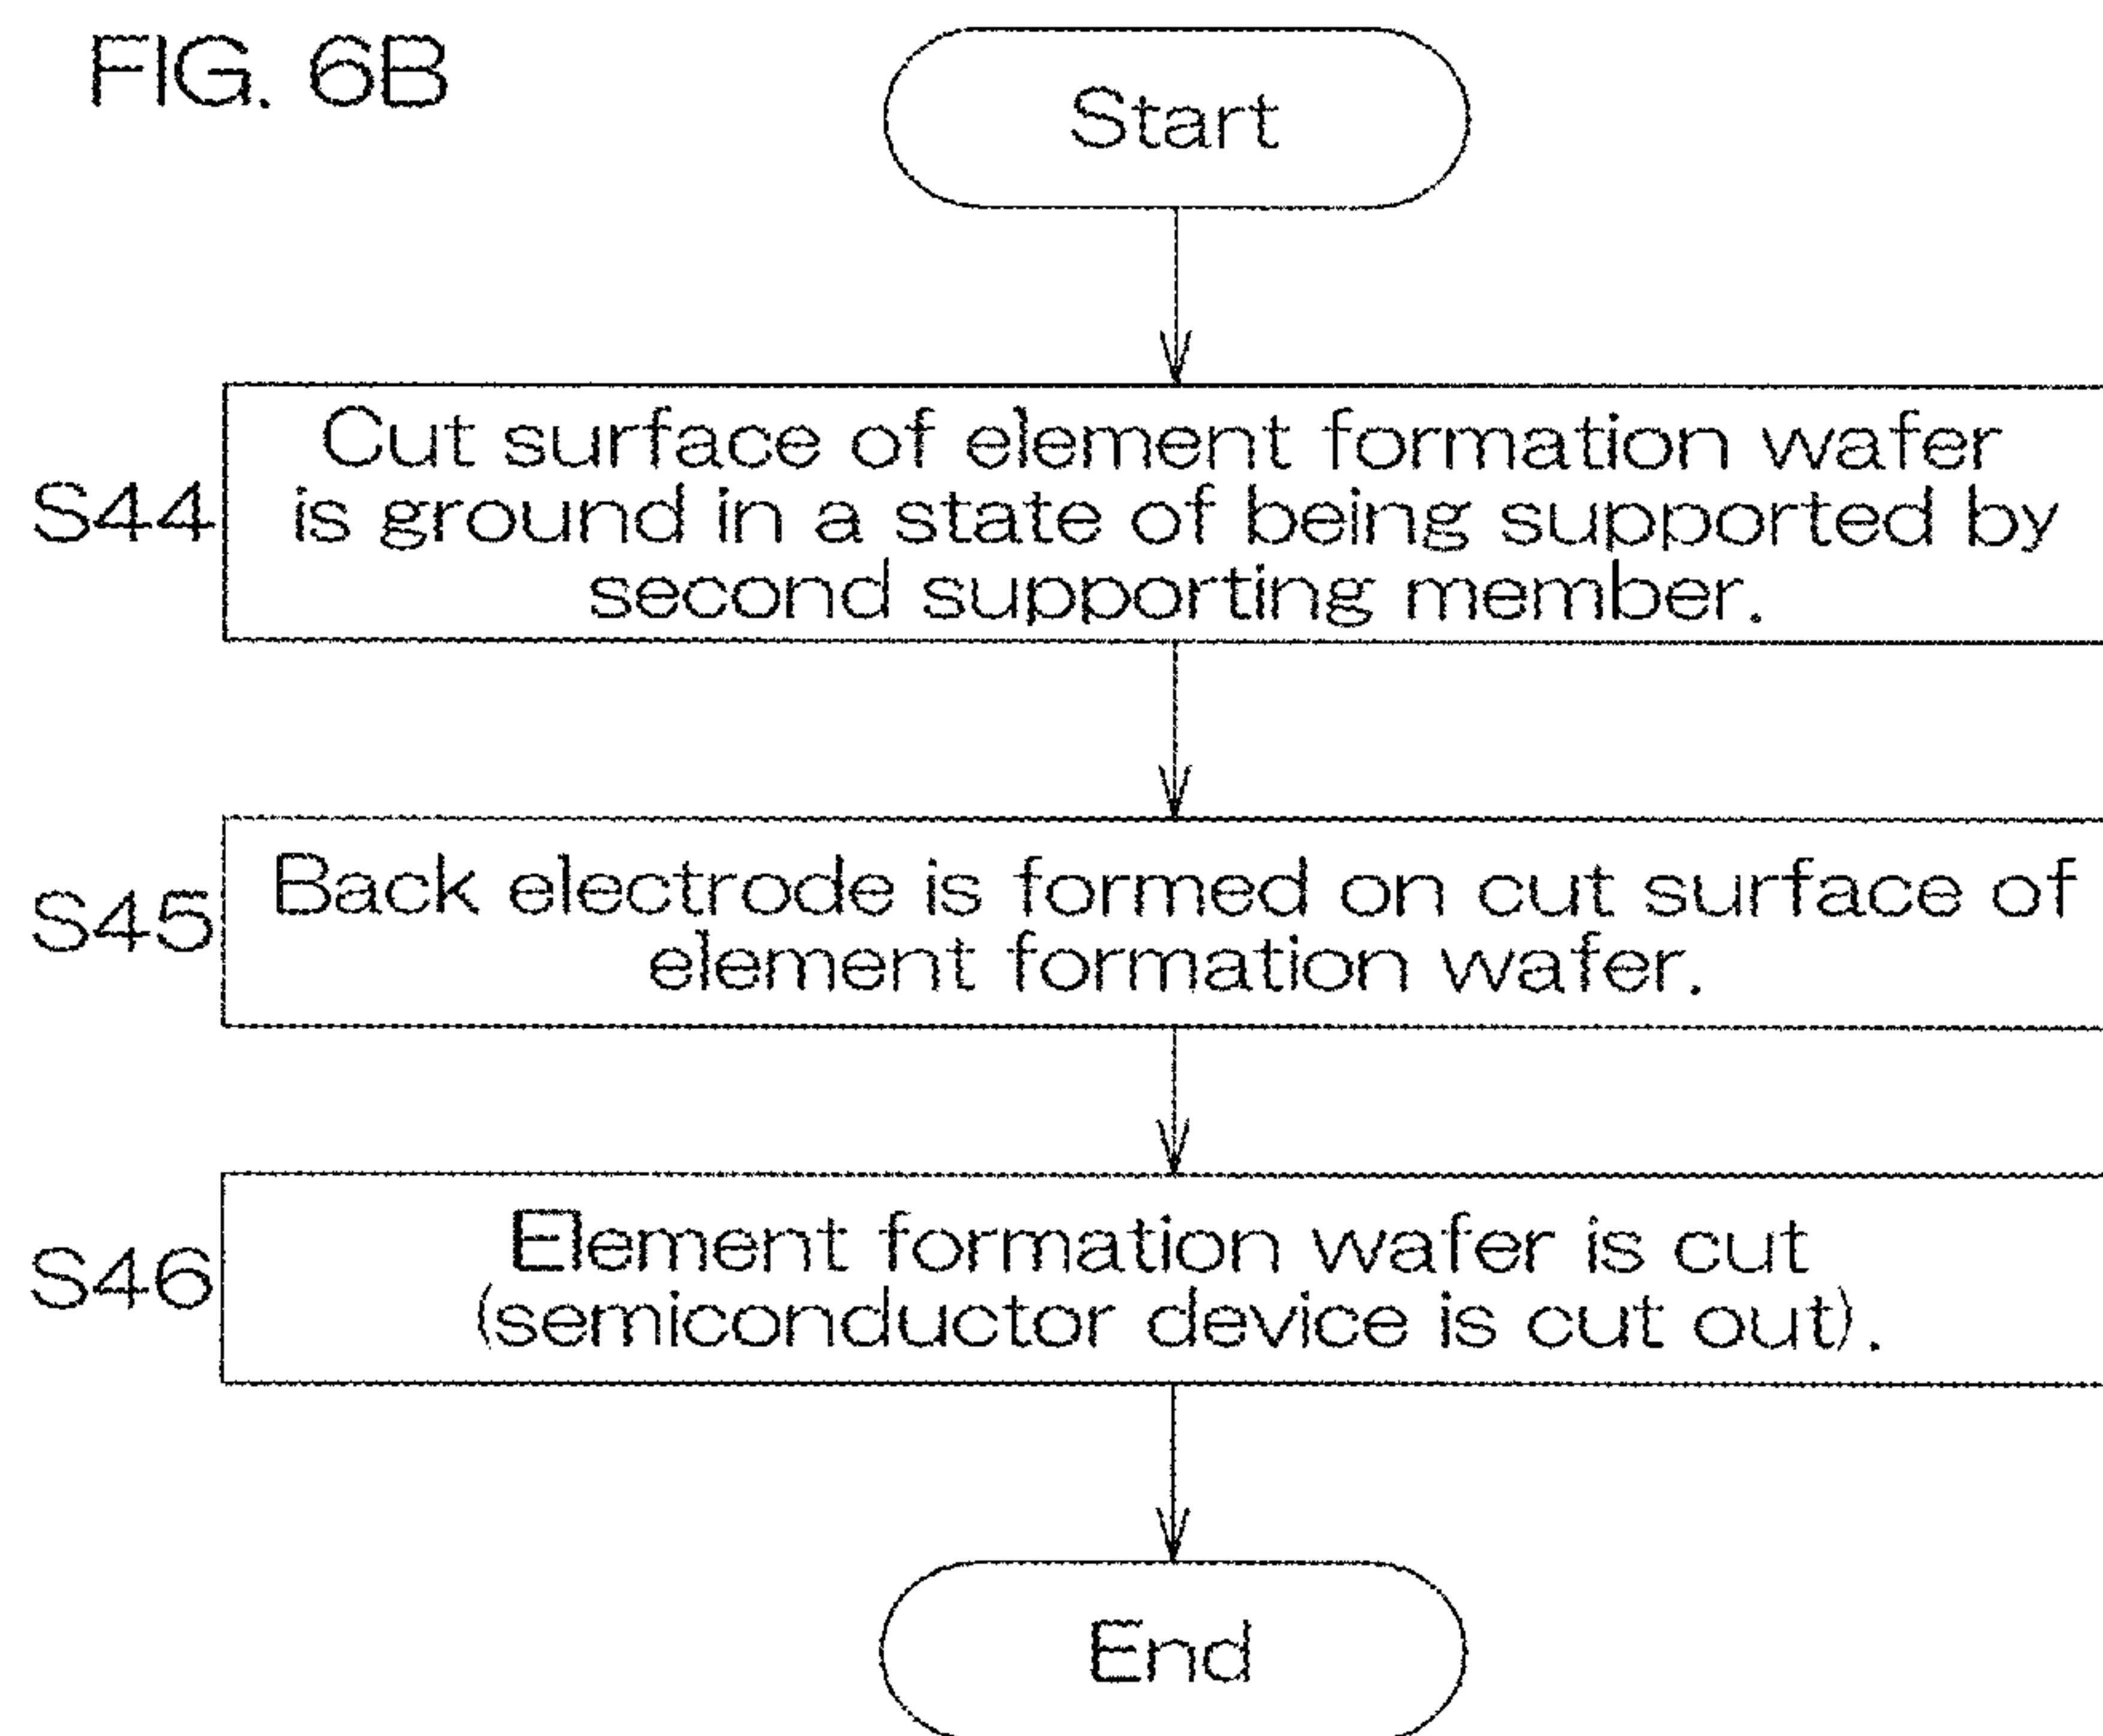 FIG. 6B
Start
S44
Cut surface of element formation wafer
is ground in a state of being supported by
second supporting member.
S45
Back electrode is formed on cut surface of
element formation wafer.
S46
Element formation wafer is cut
(semiconductor device is cut out).
End